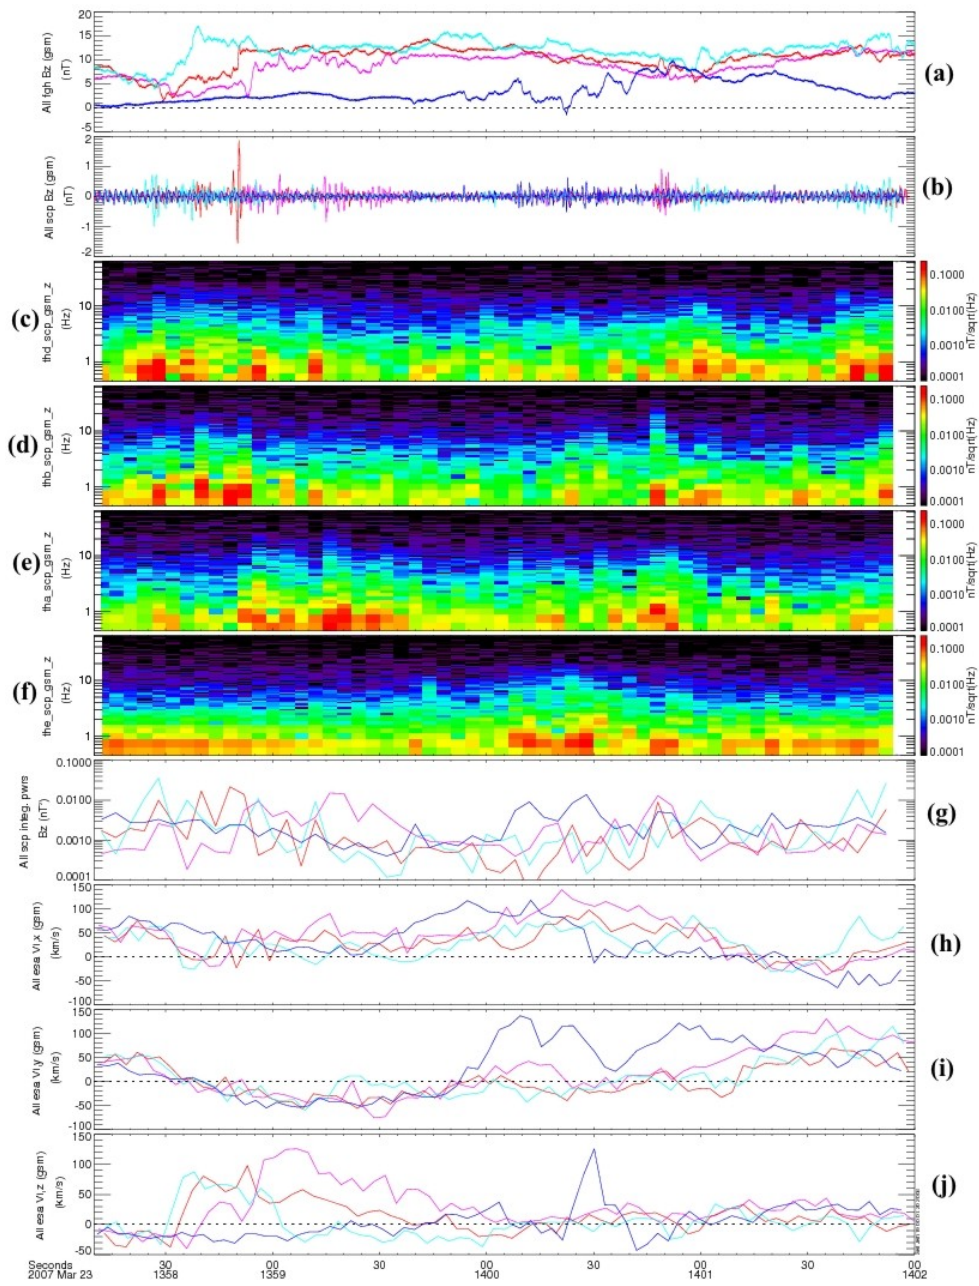 All fgh Bz (gsm)
(nT)
20
15
10
5
0
-5
(a)
All scp Bz (gsm)
(nT)
2
1
0
-1
-2
(b)
(c)
thd_scp_gsm_z
(Hz)
10
1
0.1000
0.0100
0.0010
0.0001
nT/sqrt(Hz)
(d)
thb_scp_gsm_z
(Hz)
10
1
0.1000
0.0100
0.0010
0.0001
nT/sqrt(Hz)
(e)
tha_scp_gsm_z
(Hz)
10
1
0.1000
0.0100
0.0010
0.0001
nT/sqrt(Hz)
(f)
the_scp_gsm_z
(Hz)
10
1
0.1000
0.0100
0.0010
0.0001
nT/sqrt(Hz)
All scp integ. pwrs
Bz (nT²)
0.1000
0.0100
0.0010
0.0001
(g)
All esa Vi,x (gsm)
(km/s)
150
100
50
0
-50
-100
(h)
All esa Vi,y (gsm)
(km/s)
150
100
50
0
-50
-100
(i)
All esa Vi,z (gsm)
(km/s)
150
100
50
0
-50
(j)
Seconds 30 00 30 00 30 00 30 00
2007 Mar 23 1358 1359 1400 1401 1402